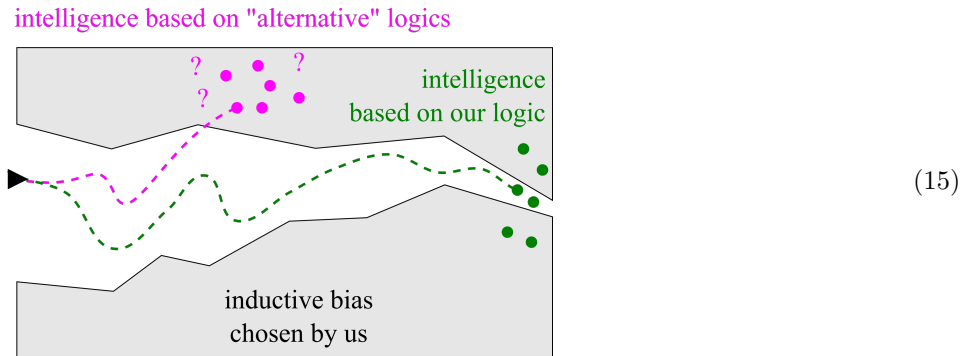 intelligence based on "alternative" logics
?
?
?
intelligence
based on our logic
(15)
inductive bias
chosen by us